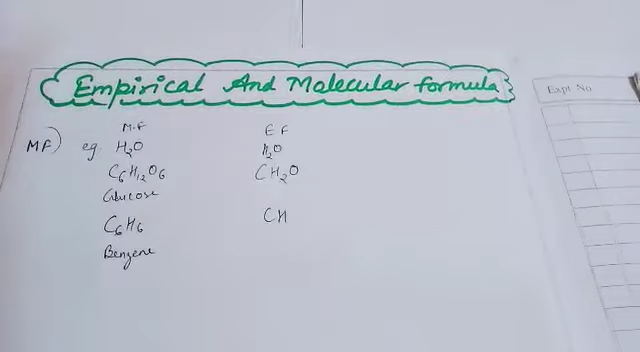 Empirical And Molecular formula
Expt No
M.F E F
MF) eg. H₂O H₂O
C₆H₁₂O₆ CH₂O
Glucose
C₆H₆ CH
Benzene